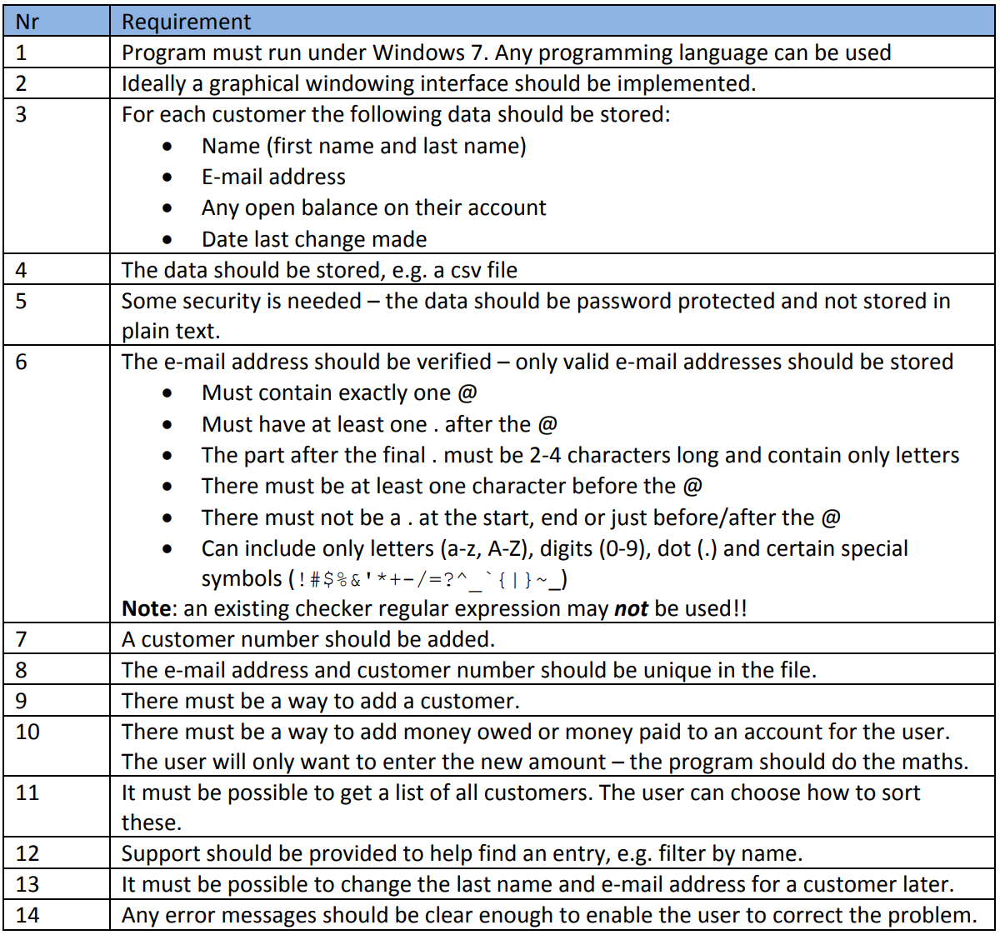 Nr Requirement
1 Program must run under Windows 7. Any programming language can be used
2 Ideally a graphical windowing interface should be implemented.
3 For each customer the following data should be stored:
• Name (first name and last name)
• E-mail address
• Any open balance on their account
• Date last change made
4 The data should be stored, e.g. a csv file
5 Some security is needed – the data should be password protected and not stored in
plain text.
6 The e-mail address should be verified – only valid e-mail addresses should be stored
• Must contain exactly one @
• Must have at least one . after the @
• The part after the final . must be 2-4 characters long and contain only letters
• There must be at least one character before the @
• There must not be a . at the start, end or just before/after the @
• Can include only letters (a-z, A-Z), digits (0-9), dot (.) and certain special
symbols (!#$%&'*+-/=?^_`{|}~_)
Note: an existing checker regular expression may not be used!!
7 A customer number should be added.
8 The e-mail address and customer number should be unique in the file.
9 There must be a way to add a customer.
10 There must be a way to add money owed or money paid to an account for the user.
The user will only want to enter the new amount – the program should do the maths.
11 It must be possible to get a list of all customers. The user can choose how to sort
these.
12 Support should be provided to help find an entry, e.g. filter by name.
13 It must be possible to change the last name and e-mail address for a customer later.
14 Any error messages should be clear enough to enable the user to correct the problem.